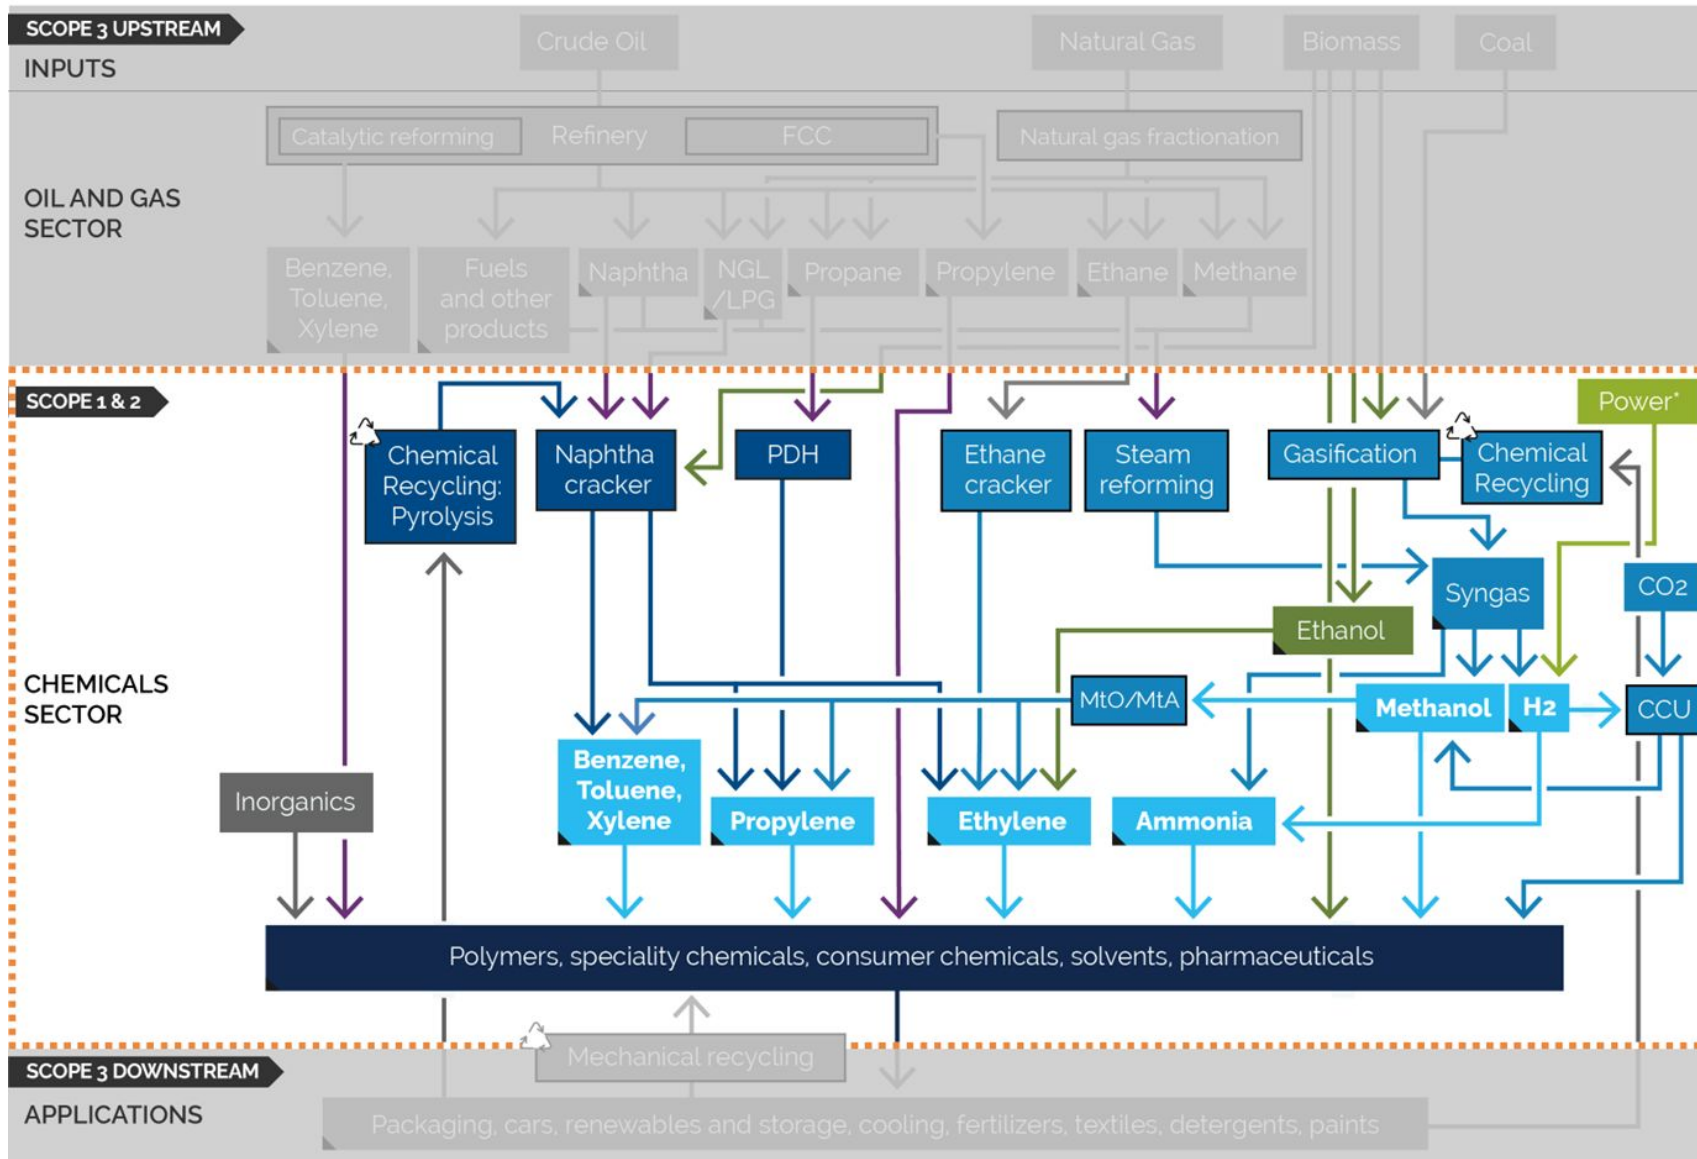 SCOPE 3 UPSTREAM
INPUTS
Crude Oil
Natural Gas
Biomass
Coal
OIL AND GAS
SECTOR
Catalytic reforming
Refinery
FCC
Natural gas fractionation
Benzene,
Toluene,
Xylene
Fuels
and other
products
Naphtha
NGL
/LPG
Propane
Propylene
Ethane
Methane
SCOPE 1 & 2
CHEMICALS
SECTOR
Chemical
Recycling:
Pyrolysis
Naphtha
cracker
PDH
Ethane
cracker
Steam
reforming
Gasification
Chemical
Recycling
Power*
Syngas
CO2
Ethanol
MtO/MtA
Methanol
H2
CCU
Inorganics
Benzene,
Toluene,
Xylene
Propylene
Ethylene
Ammonia
Polymers, speciality chemicals, consumer chemicals, solvents, pharmaceuticals
Mechanical recycling
SCOPE 3 DOWNSTREAM
APPLICATIONS
Packaging, cars, renewables and storage, cooling, fertilizers, textiles, detergents, paints